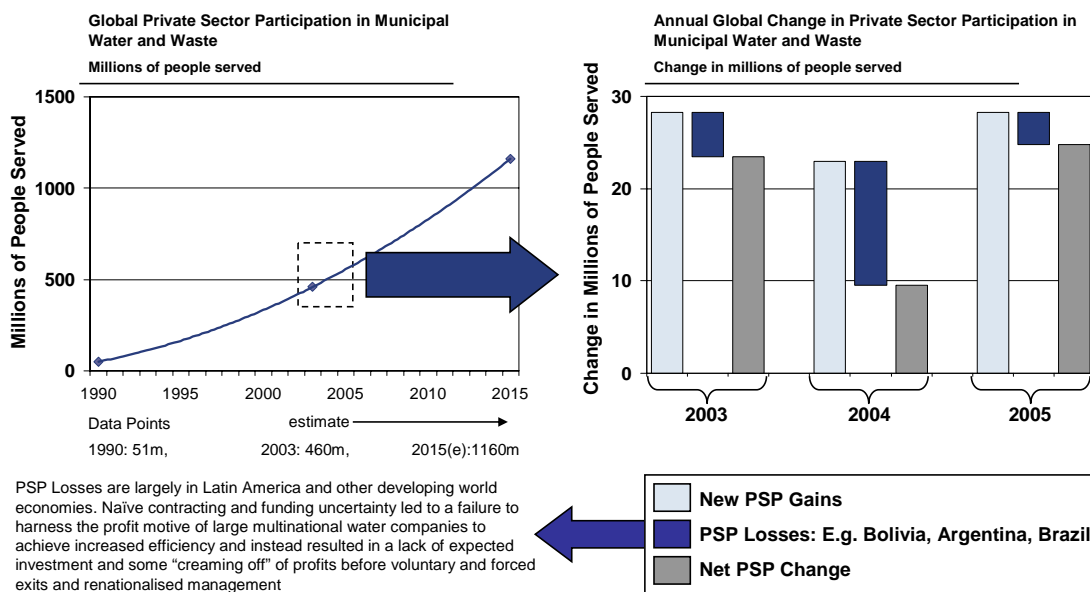 Global Private Sector Participation in Municipal
Water and Waste
Millions of people served
Millions of People Served
1500
1000
500
0
1990
1995
2000
2005
2010
2015
Data Points
estimate
1990: 51m,
2003: 460m,
2015(e):1160m
Annual Global Change in Private Sector Participation in
Municipal Water and Waste
Change in millions of people served
Change in Millions of People Served
30
20
10
0
2003
2004
2005
PSP Losses are largely in Latin America and other developing world
economies. Naïve contracting and funding uncertainty led to a failure to
harness the profit motive of large multinational water companies to
achieve increased efficiency and instead resulted in a lack of expected
investment and some “creaming off” of profits before voluntary and forced
exits and renationalised management
New PSP Gains
PSP Losses: E.g. Bolivia, Argentina, Brazil
Net PSP Change